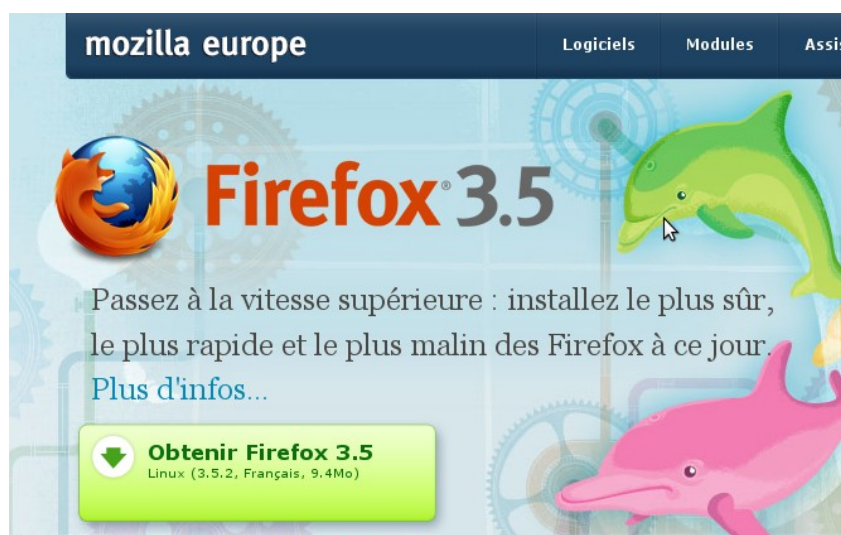 mozilla europe
Logiciels Modules Assis
Firefox® 3.5
Passez à la vitesse supérieure : installez le plus sûr,
le plus rapide et le plus malin des Firefox à ce jour.
Plus d'infos...
Obtenir Firefox 3.5
Linux (3.5.2, Français, 9.4Mo)